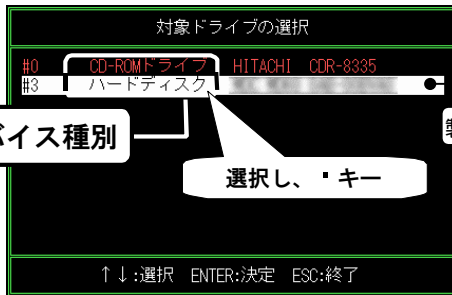 対象ドライブの選択
#0 CD-ROMドライブ HITACHI CDR-8335
#3 ハードディスク
バイス種別
選択し、 キー
↑↓:選択 ENTER:決定 ESC:終了